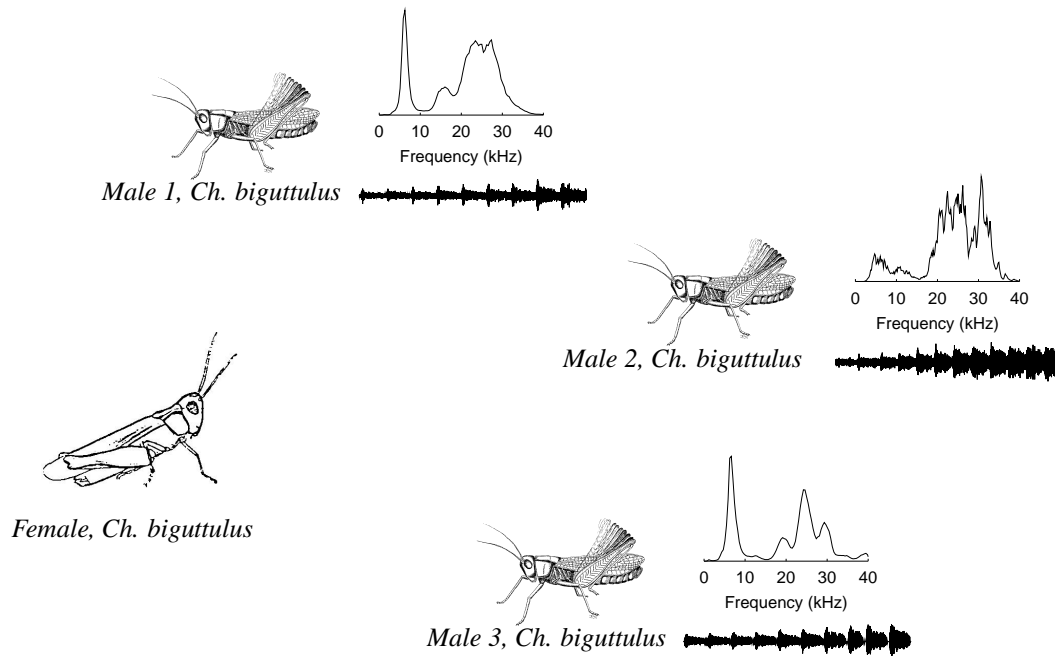 0 10 20 30 40
Frequency (kHz)
Male 1, Ch. biguttulus
0 10 20 30 40
Frequency (kHz)
Male 2, Ch. biguttulus
Female, Ch. biguttulus
0 10 20 30 40
Frequency (kHz)
Male 3, Ch. biguttulus